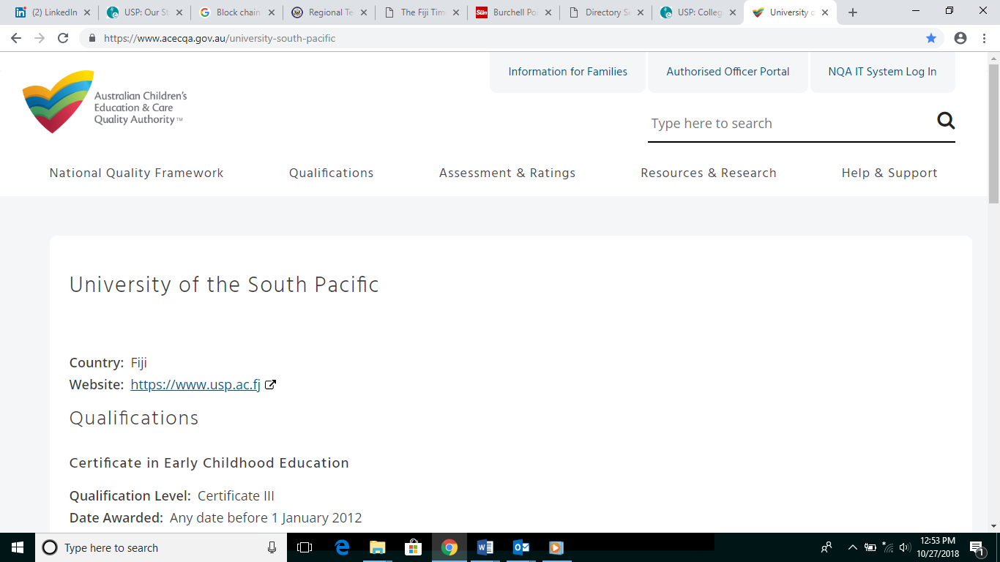 (2) LinkedIn
USP: Our St
Block chain
Regional Te
The Fiji Time
Sun
Burchell Po
Directory Se
USP: Colleg
University o
https://www.acecqa.gov.au/university-south-pacific
Information for Families
Authorised Officer Portal
NQA IT System Log In
Australian Children's
Education & Care
Quality Authority TM
Type here to search
National Quality Framework
Qualifications
Assessment & Ratings
Resources & Research
Help & Support
University of the South Pacific
Country: Fiji
Website: https://www.usp.ac.fj
Qualifications
Certificate in Early Childhood Education
Qualification Level: Certificate III
Date Awarded: Any date before 1 January 2012
Type here to search
12:53 PM
10/27/2018
1